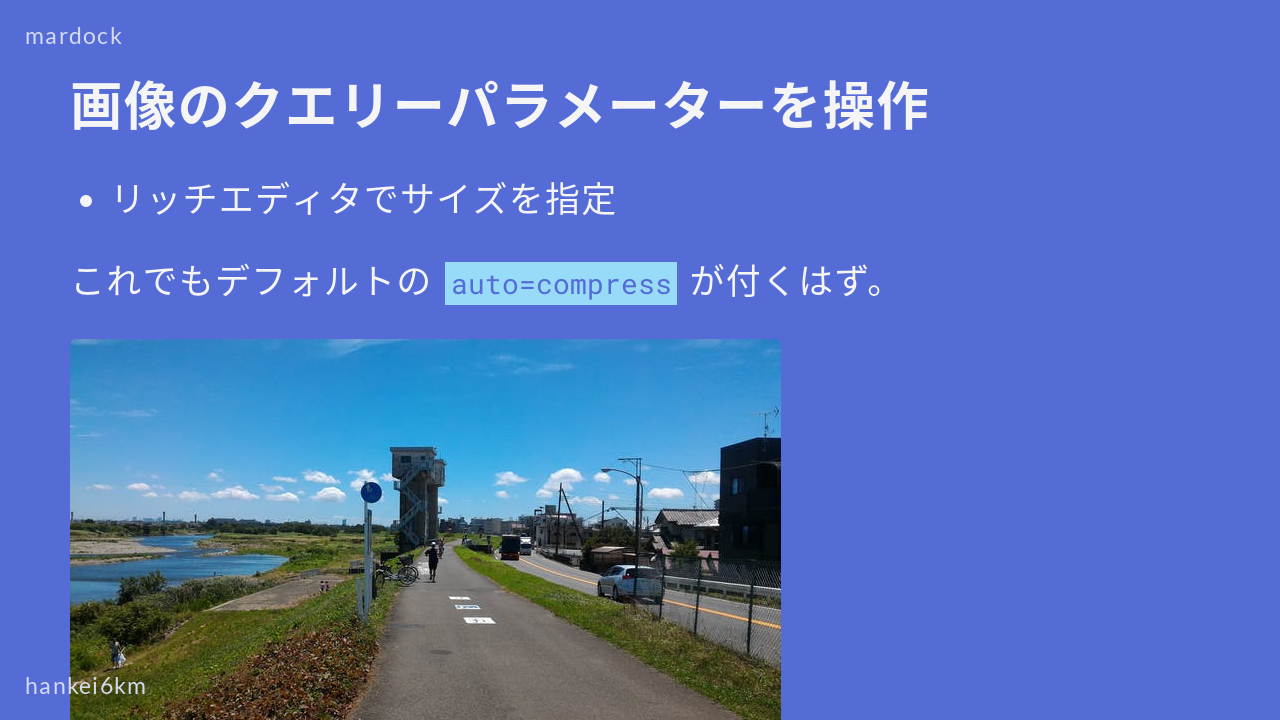 mardock
画像のクエリーパラメーターを操作
• リッチエディタでサイズを指定
これでもデフォルトの auto=compress が付くはず。
hankei6km